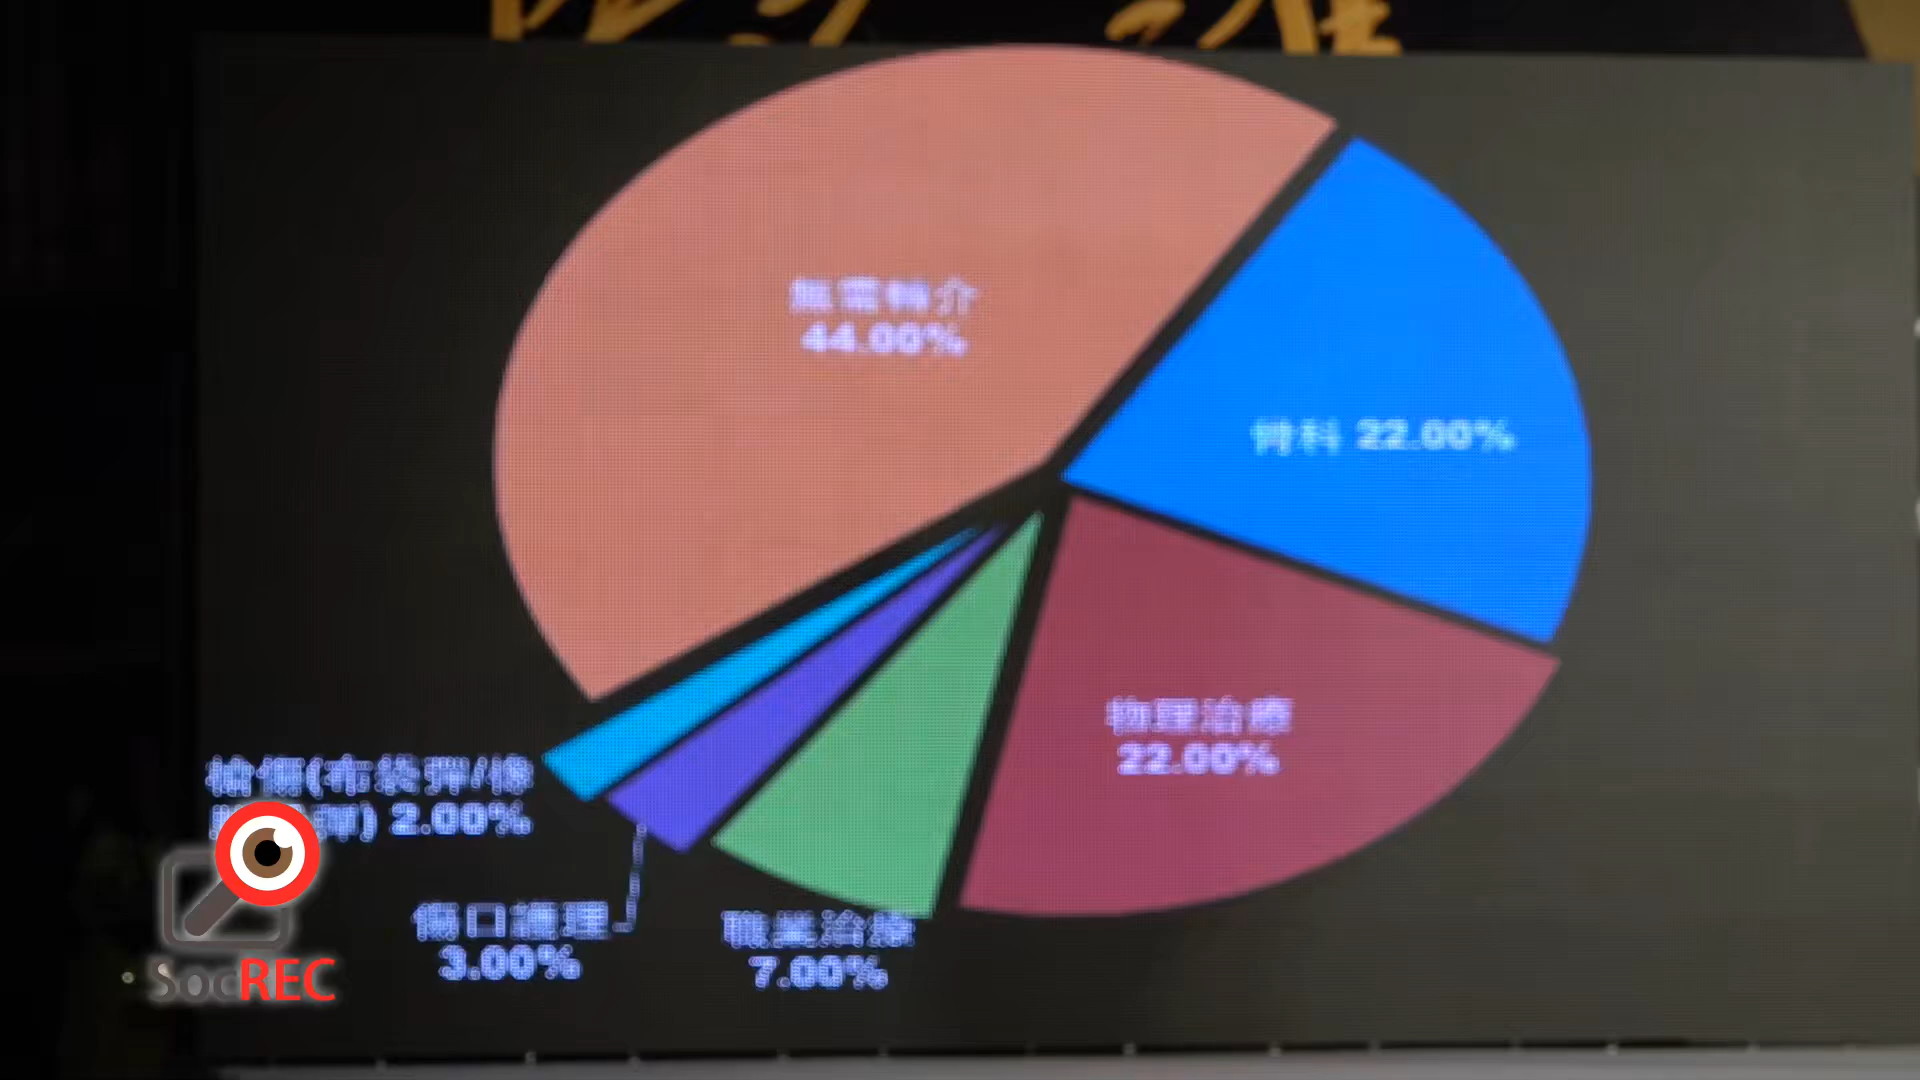 無需轉介
44.00%
骨科 22.00%
物理治療
22.00%
槍傷(布袋彈/橡
彈) 2.00%
傷口護理
3.00%
職業治療
7.00%
SocREC